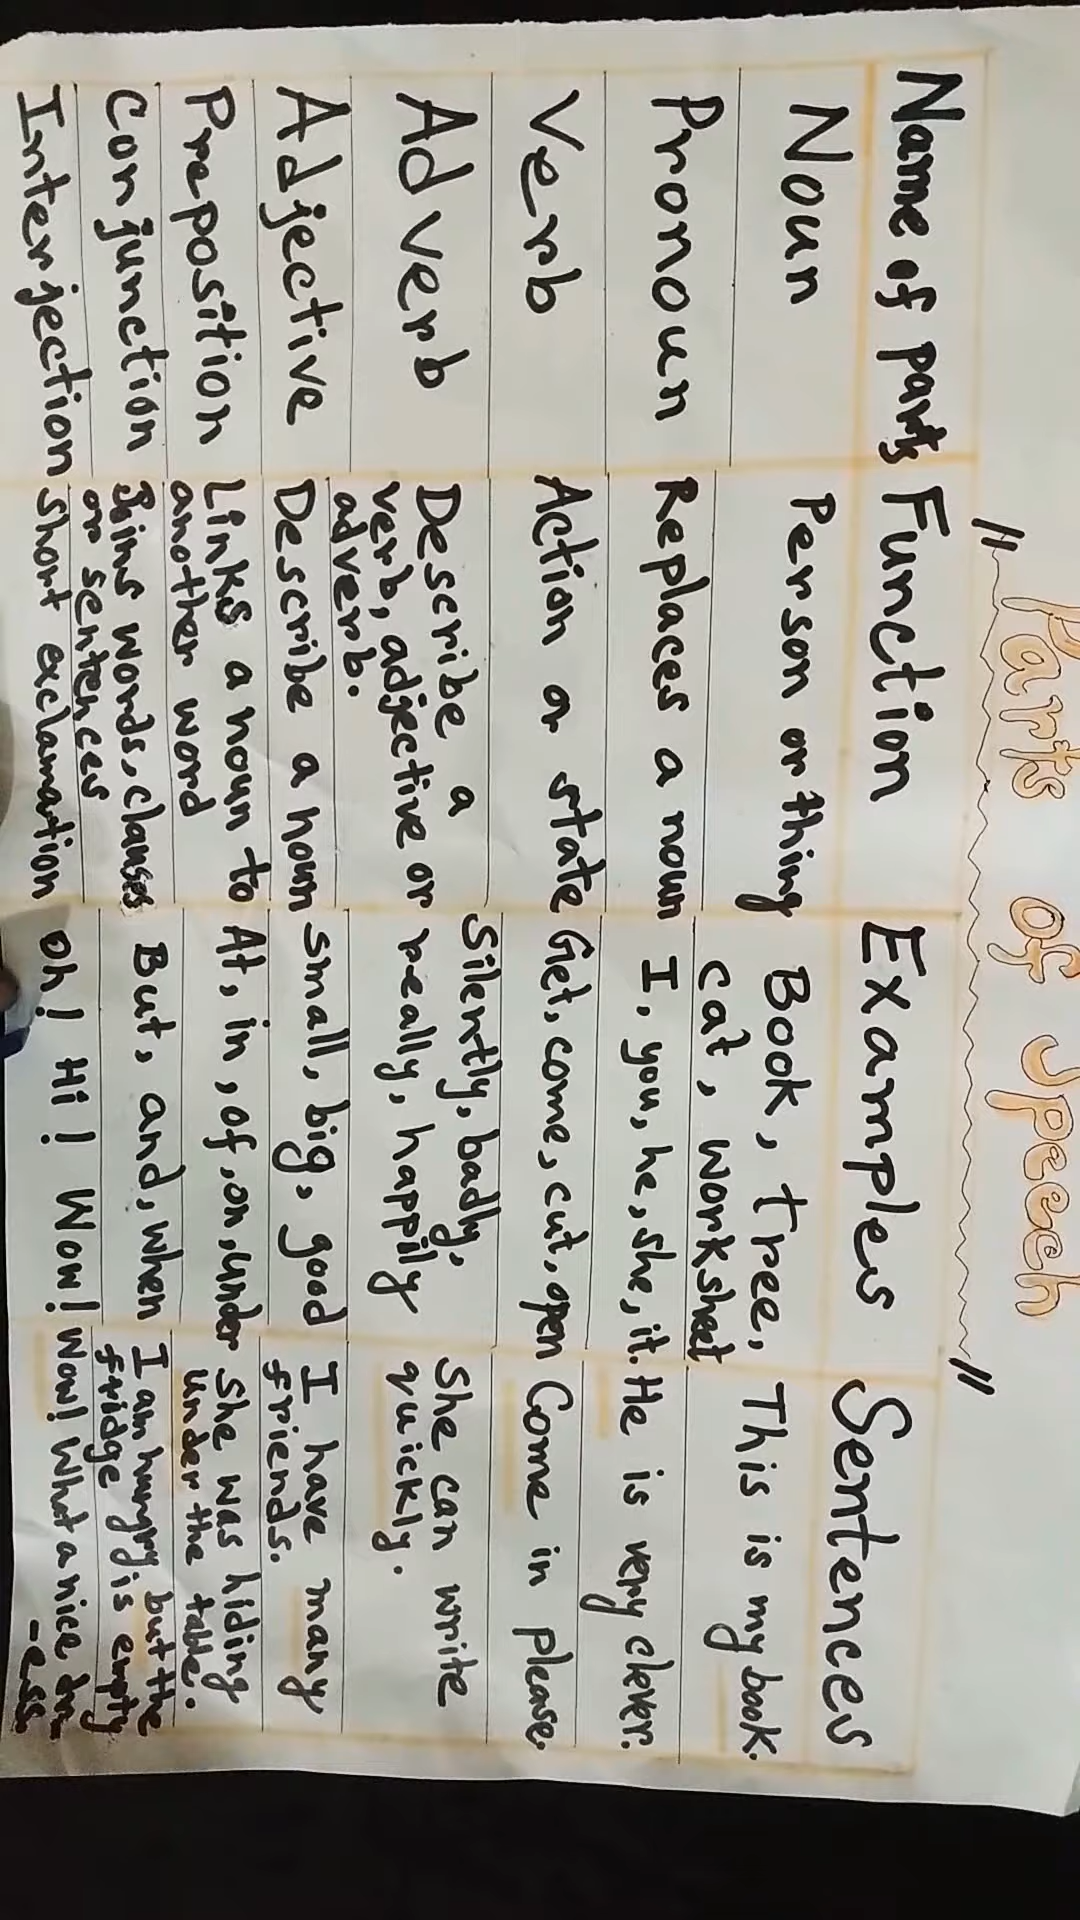 "Parts of Speech"
Name of parts Function Examples Sentences
Noun Person or thing Book, tree, This is my book.
cat, worksheet
Pronoun Replaces a noun I, you, he, she, it. He is very clever.
Verb Action or state Get, come, cut, open Come in please.
Adverb Describe a Silently, badly, She can write
verb, adjective or really, happily quickly.
adverb.
Adjective Describe a noun small, big, good I have many
friends.
Preposition Links a noun to At, in, of, on, under She was hiding
another word under the table.
Conjunction Joins words, clauses But, and, when I am hungry but the
or sentences fridge is empty
Interjection short exclamation oh! Hi! Wow! Wow! What a nice dr-
-ess.